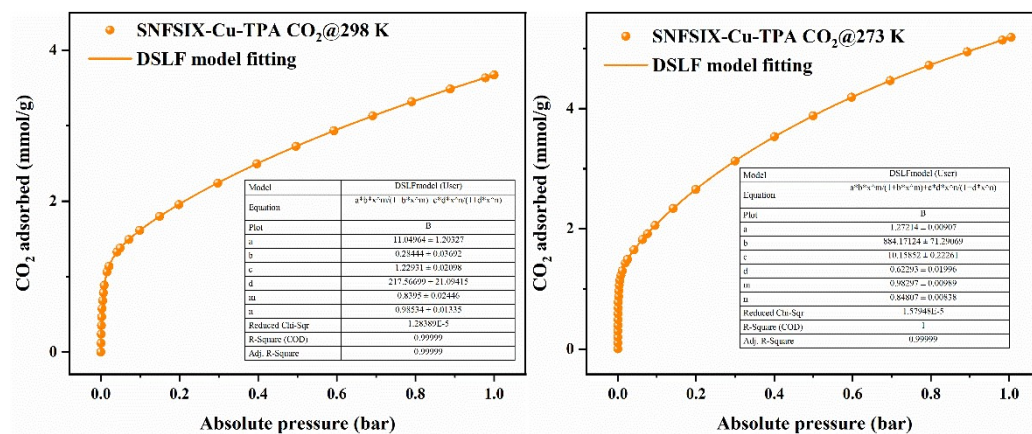 SNFSIX-Cu-TPA CO2@298 K
DSLF model fitting
CO2 adsorbed (mmol/g)
4
2
0
Model DSLFmodel (User)
Equation
Plot B
a 11.04964 ± 1.20327
b 0.28444 ± 0.03692
c 1.22931 ± 0.02098
d 217.56699 ± 21.09415
m 0.8395 ± 0.02446
n 0.98534 ± 0.01335
Reduced Chi-Sqr 1.28389E-5
R-Square (COD) 0.99999
Adj. R-Square 0.99999
0.0 0.2 0.4 0.6 0.8 1.0
Absolute pressure (bar)
SNFSIX-Cu-TPA CO2@273 K
DSLF model fitting
CO2 adsorbed (mmol/g)
4
2
0
Model DSLFmodel (User)
Equation a*b*x^m/(1+b*x^m)+c*d*x^n/(1+d*x^n)
Plot B
a 1.27214 ± 0.00907
b 884.17124 ± 71.29069
c 10.15852 ± 0.22261
d 0.62293 ± 0.01996
m 0.98297 ± 0.00989
n 0.84807 ± 0.00838
Reduced Chi-Sqr 1.57948E-5
R-Square (COD) 1
Adj. R-Square 0.99999
0.0 0.2 0.4 0.6 0.8 1.0
Absolute pressure (bar)